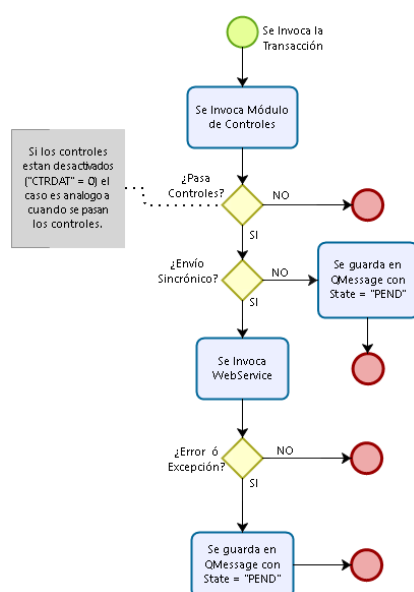 Se Invoca la
Transacción
Se Invoca Módulo
de Controles
Si los controles
estan desactivados
("CTRDAT" = 0) el
caso es analogo a
cuando se pasan
los controles.
¿Pasa
Controles?
NO
SI
¿Envío
Sincrónico?
NO
Se guarda en
QMessage con
State = "PEND"
SI
Se Invoca
WebService
¿Error ó
Excepción?
NO
SI
Se guarda en
QMessage con
State = "PEND"